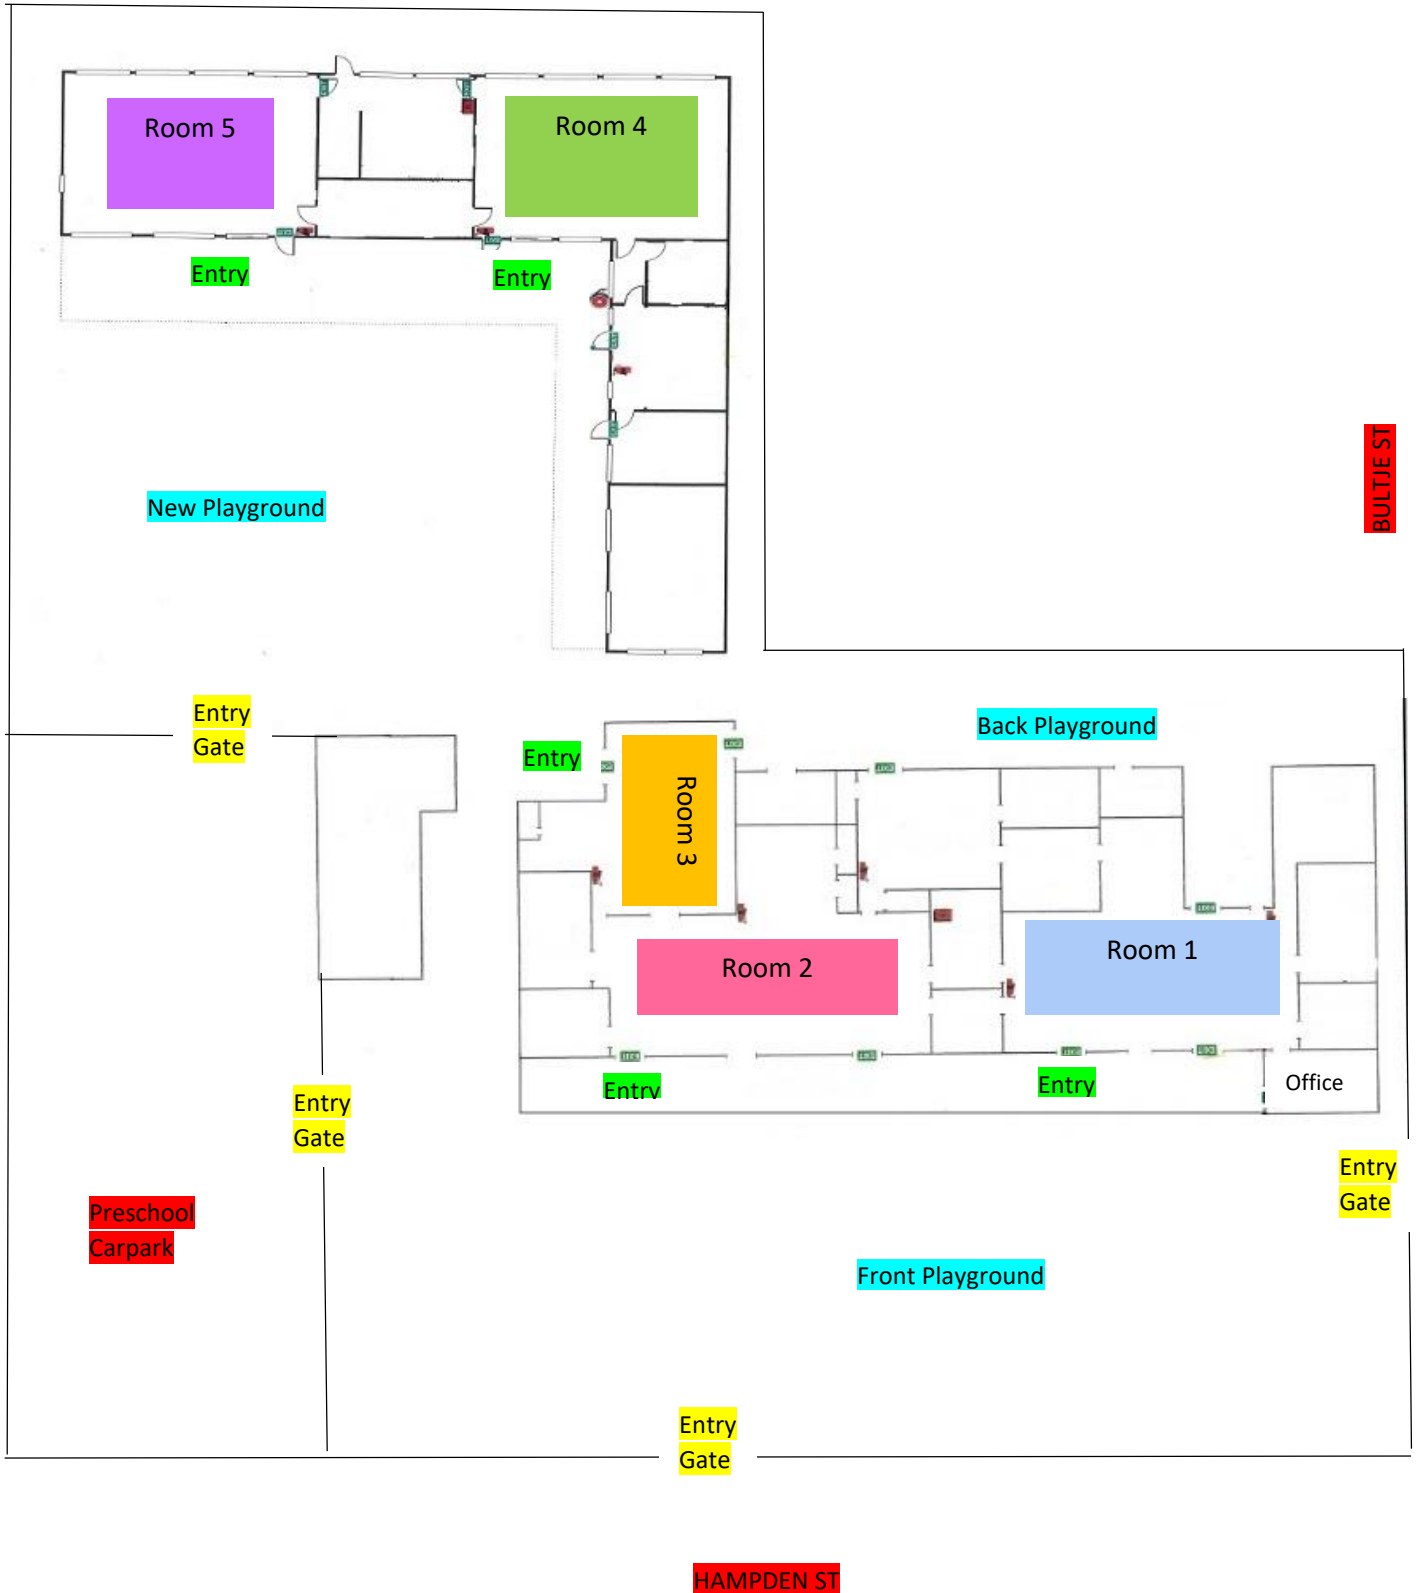 Room 5
Room 4
Entry
Entry
BULTJE ST
New Playground
Entry
Gate
Back Playground
Entry
Room 3
Room 2
Room 1
Entry
Entry
Office
Entry
Gate
Entry
Gate
Preschool
Carpark
Front Playground
Entry
Gate
HAMPDEN ST